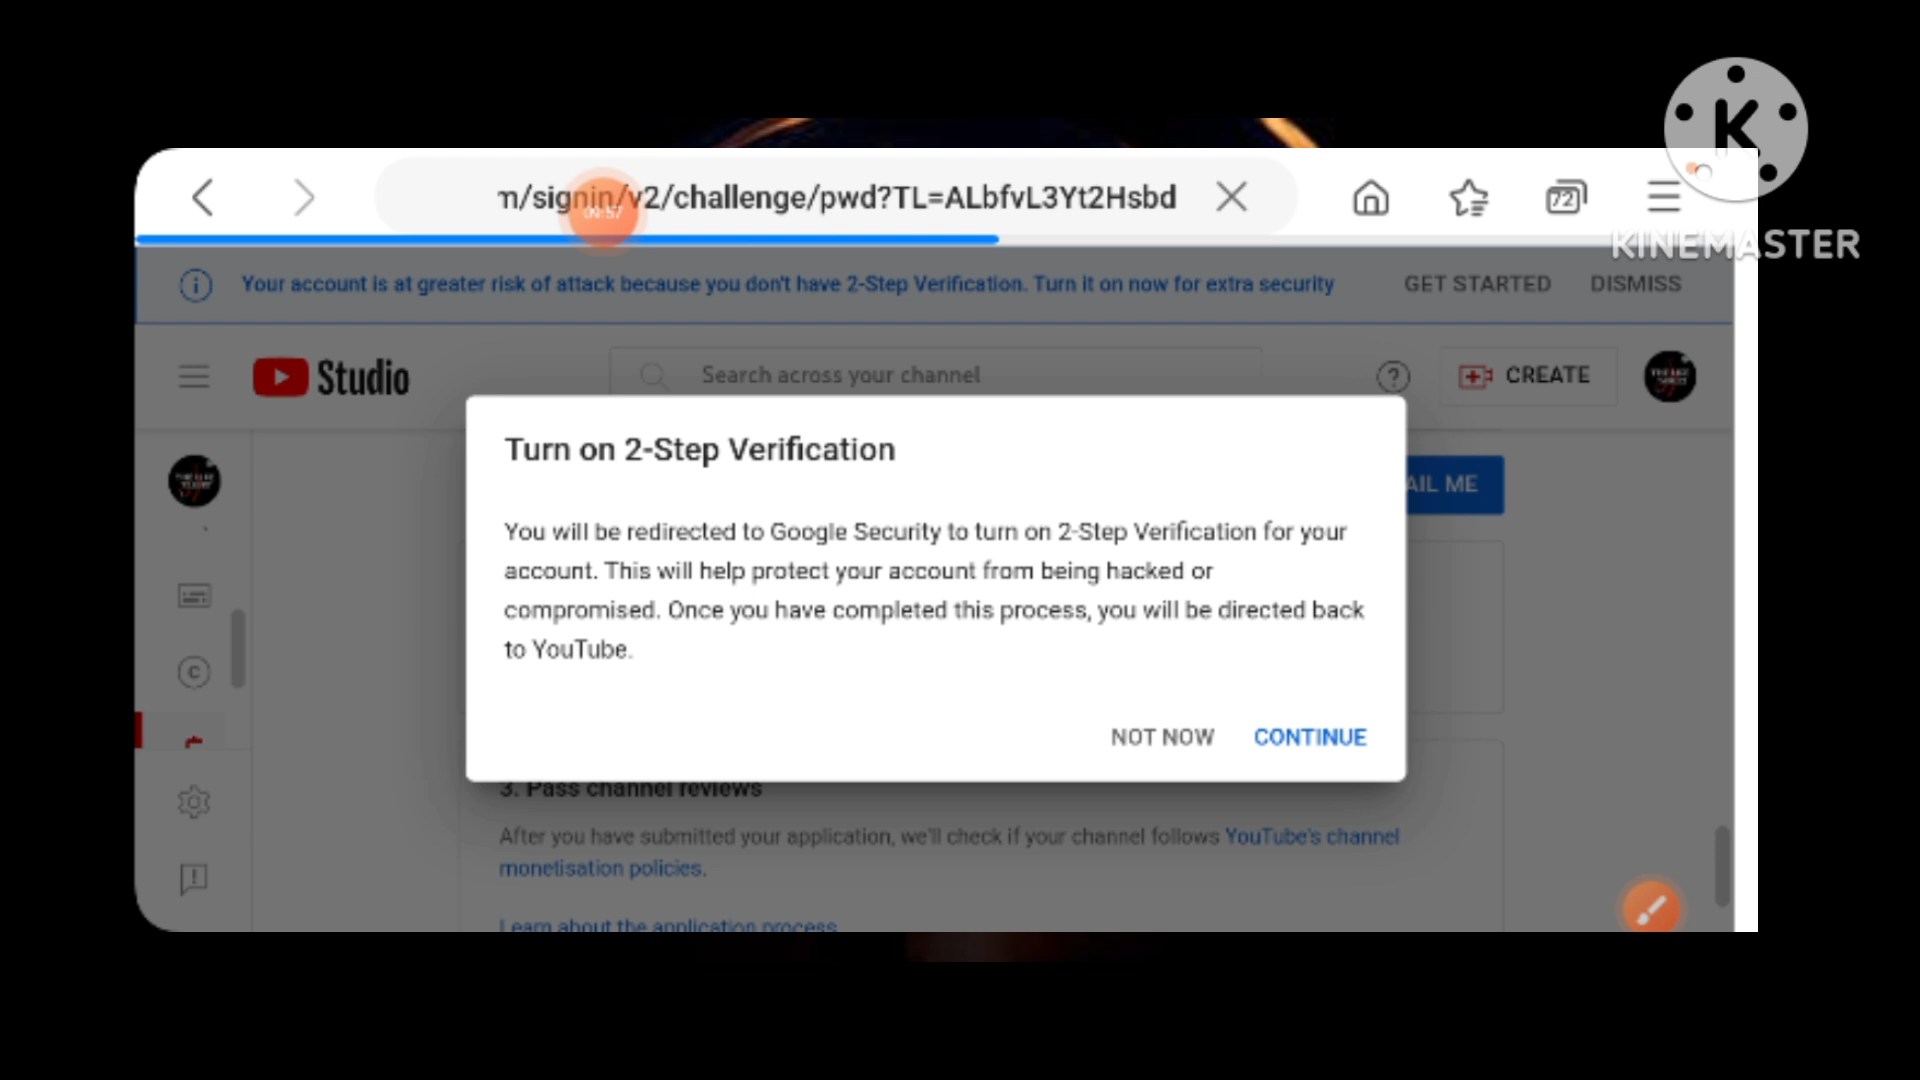 KINEMASTER
m/signin/v2/challenge/pwd?TL=ALbfvL3Yt2Hsbd
09:57
72
Your account is at greater risk of attack because you don't have 2-Step Verification. Turn it on now for extra security
GET STARTED DISMISS
Studio
Search across your channel
CREATE
AIL ME
Turn on 2-Step Verification
You will be redirected to Google Security to turn on 2-Step Verification for your
account. This will help protect your account from being hacked or
compromised. Once you have completed this process, you will be directed back
to YouTube.
NOT NOW CONTINUE
3. Pass channel reviews
After you have submitted your application, we'll check if your channel follows YouTube's channel
monetisation policies.
Learn about the application process